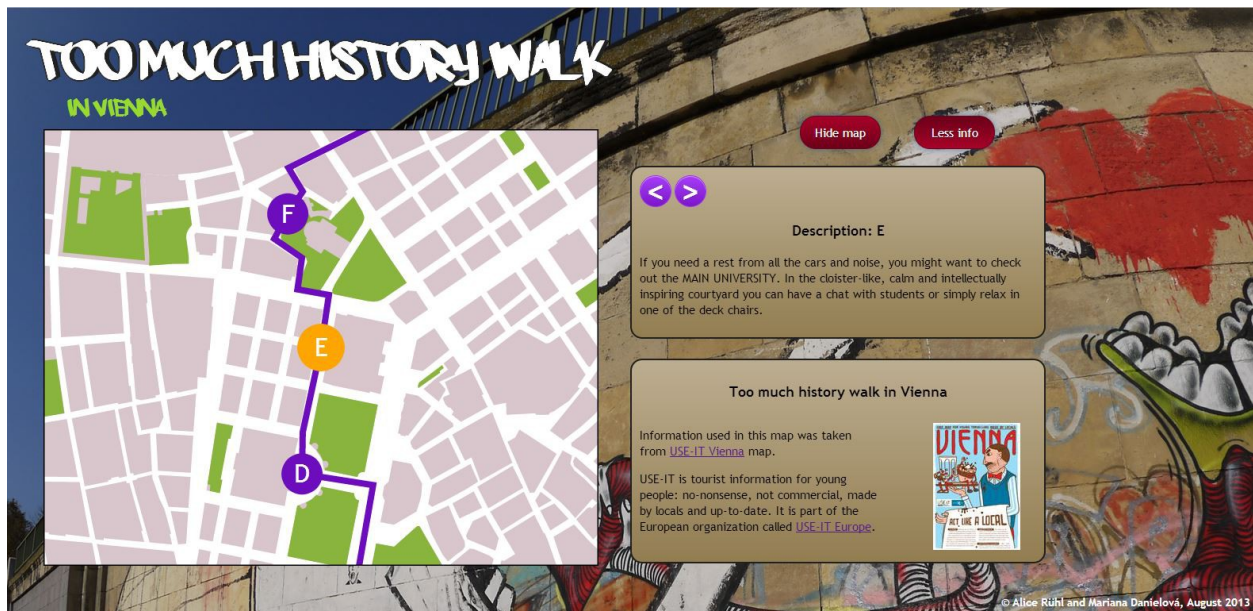 TOO MUCH HISTORY WALK
IN VIENNA
Hide map
Less info
F
E
D
< >
Description: E
If you need a rest from all the cars and noise, you might want to check
out the MAIN UNIVERSITY. In the cloister-like, calm and intellectually
inspiring courtyard you can have a chat with students or simply relax in
one of the deck chairs.
Too much history walk in Vienna
Information used in this map was taken
from USE-IT Vienna map.
USE-IT is tourist information for young
people: no-nonsense, not commercial, made
by locals and up-to-date. It is part of the
European organization called USE-IT Europe.
VIENNA
ACT LIKE A LOCAL
© Alice Rühl and Mariana Danielová, August 2013